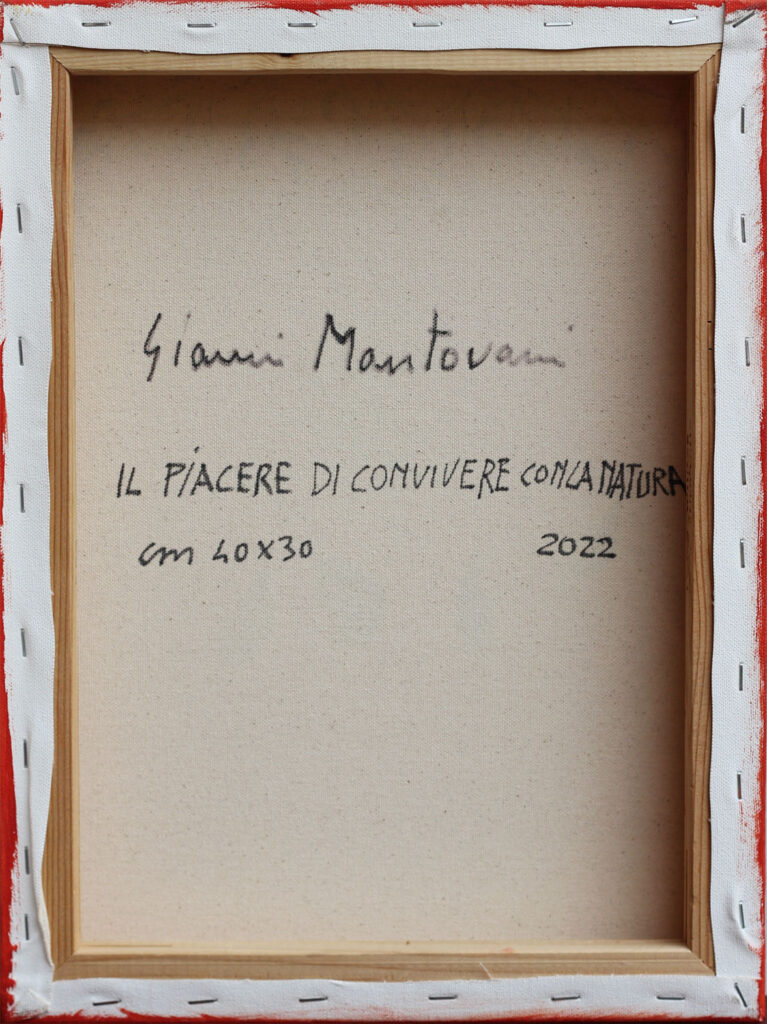 Gianni Mantovani
IL PIACERE DI CONVIVERE CON LA NATURA
cm 40x30 2022